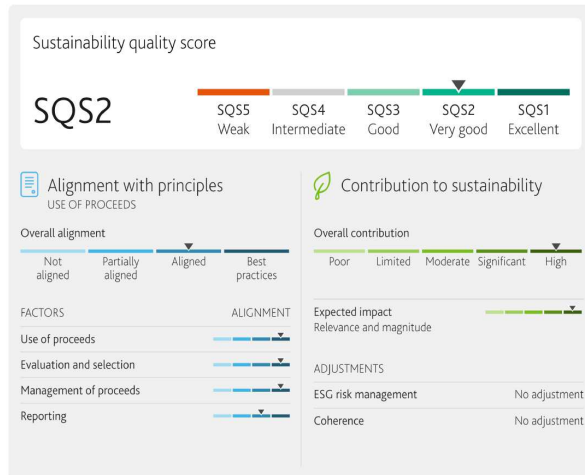 Sustainability quality score
SQS2
SQS5 SQS4 SQS3 SQS2 SQS1
Weak Intermediate Good Very good Excellent
Alignment with principles
USE OF PROCEEDS
Overall alignment
Not aligned
Partially aligned
Aligned
Best practices
FACTORS ALIGNMENT
Use of proceeds
Evaluation and selection
Management of proceeds
Reporting
Contribution to sustainability
Overall contribution
Poor Limited Moderate Significant High
Expected impact
Relevance and magnitude
ADJUSTMENTS
ESG risk management No adjustment
Coherence No adjustment